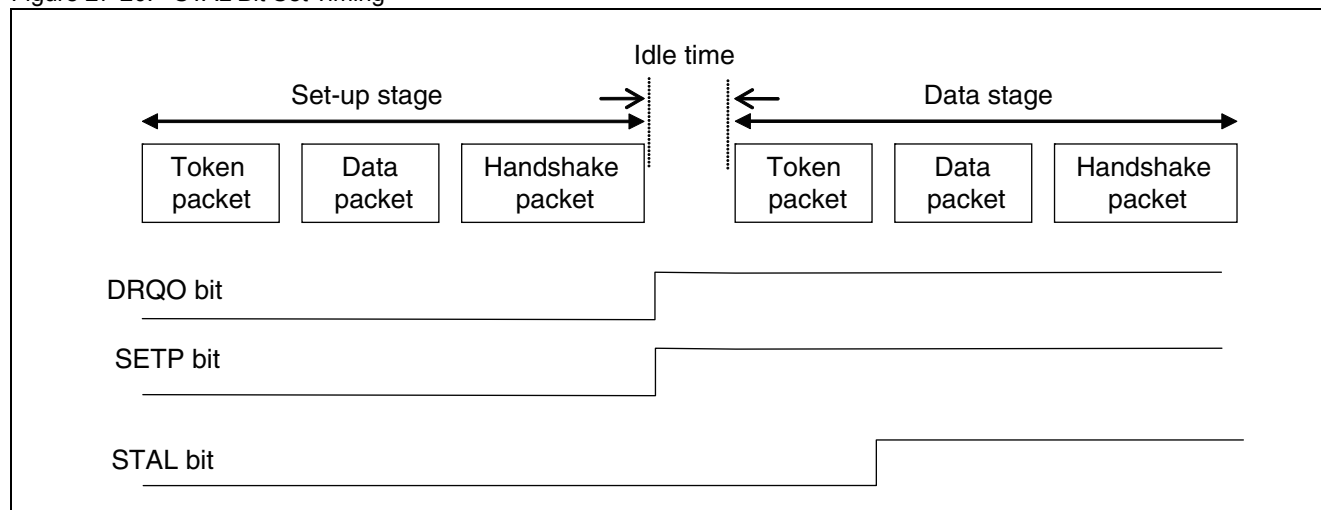 Idle time
Set-up stage
Data stage
Token packet
Data packet
Handshake packet
Token packet
Data packet
Handshake packet
DRQO bit
SETP bit
STAL bit